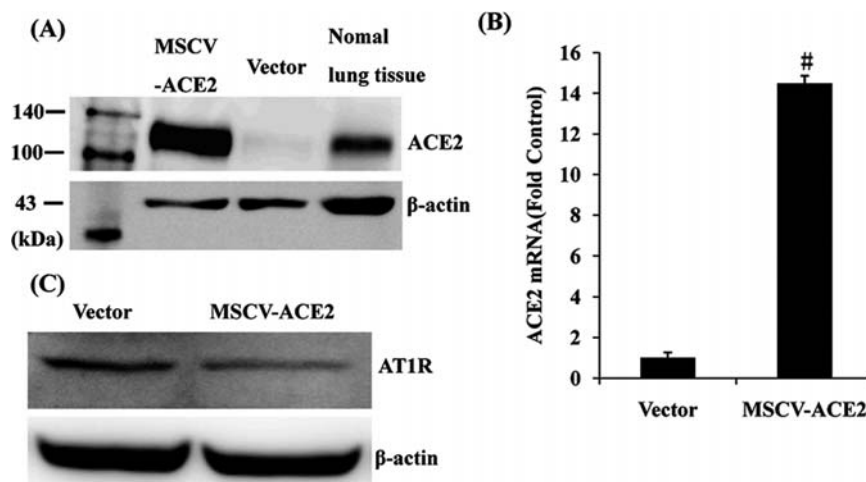 (A)
MSCV
-ACE2
Vector
Nomal
lung tissue
140
100
ACE2
43
(kDa)
β-actin
(B)
ACE2 mRNA(Fold Control)
16
14
12
10
8
6
4
2
0
#
Vector
MSCV-ACE2
(C)
Vector
MSCV-ACE2
AT1R
β-actin